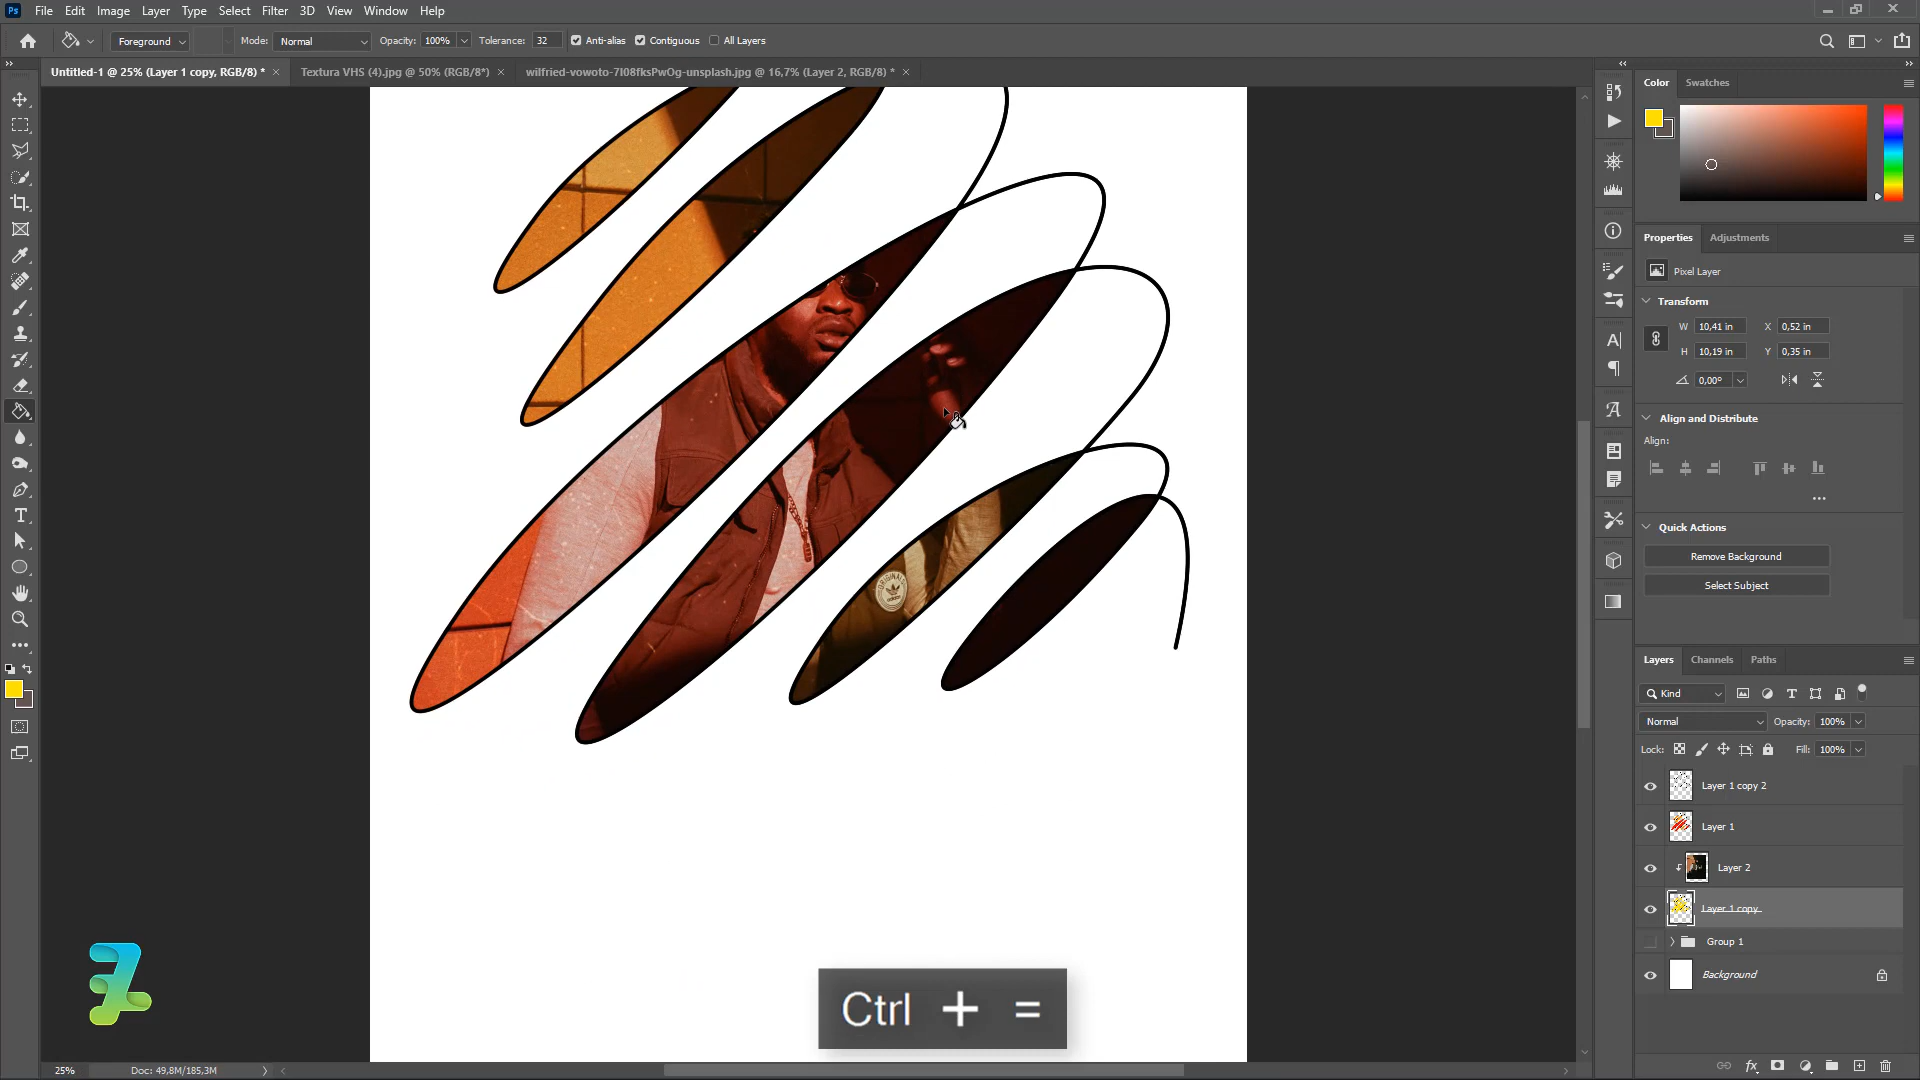 Ps File Edit Image Layer Type Select Filter 3D View Window Help
Foreground Mode: Normal Opacity: 100% Tolerance: 32 Anti-alias Contiguous All Layers
Untitled-1 @ 25% (Layer 1 copy, RGB/8) * × Textura VHS (4).jpg @ 50% (RGB/8*) × wilfried-vowoto-7I08fksPwOg-unsplash.jpg @ 16,7% (Layer 2, RGB/8) * ×
Color Swatches
Properties Adjustments
Pixel Layer
Transform
W 10,41 in X 0,52 in
H 10,19 in Y 0,35 in
0,00°
Align and Distribute
Align:
Quick Actions
Remove Background
Select Subject
ORIGINALS
adidas
Layers Channels Paths
Kind
Normal Opacity: 100%
Lock: Fill: 100%
Layer 1 copy 2
Layer 1
Layer 2
Layer 1 copy
Group 1
Background
Ctrl + =
25% Doc: 49,8M/185,3M